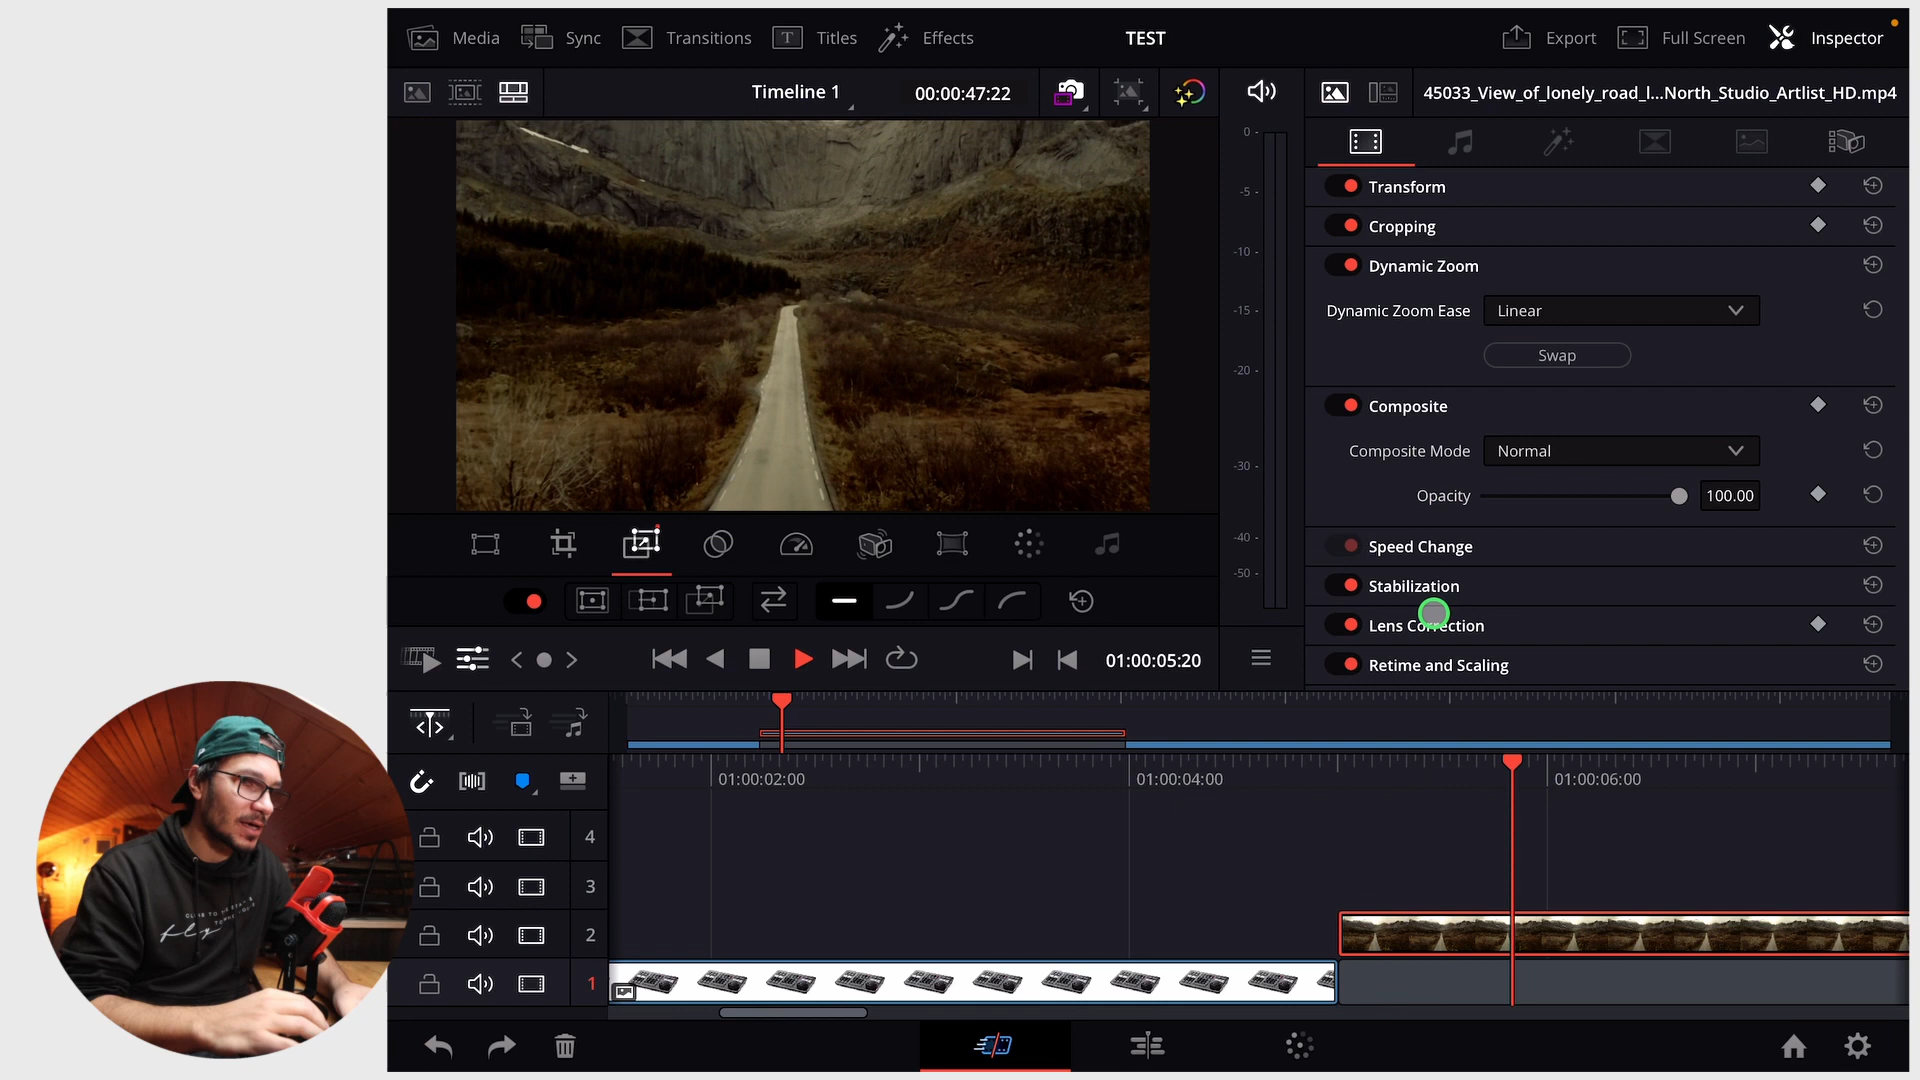 Media Sync Transitions Titles Effects TEST Export Full Screen Inspector
Timeline 1 00:00:47:22 45033_View_of_lonely_road_l...North_Studio_Artlist_HD.mp4
0 -
-5 -
-10 -
-15 -
-20 -
-30 -
-40 -
-50 -
Transform
Cropping
Dynamic Zoom
Dynamic Zoom Ease Linear
Swap
Composite
Composite Mode Normal
Opacity 100.00
Speed Change
Stabilization
Lens Correction
Retime and Scaling
01:00:05:20
01:00:02:00 01:00:04:00 01:00:06:00
4
3
2
1
fly